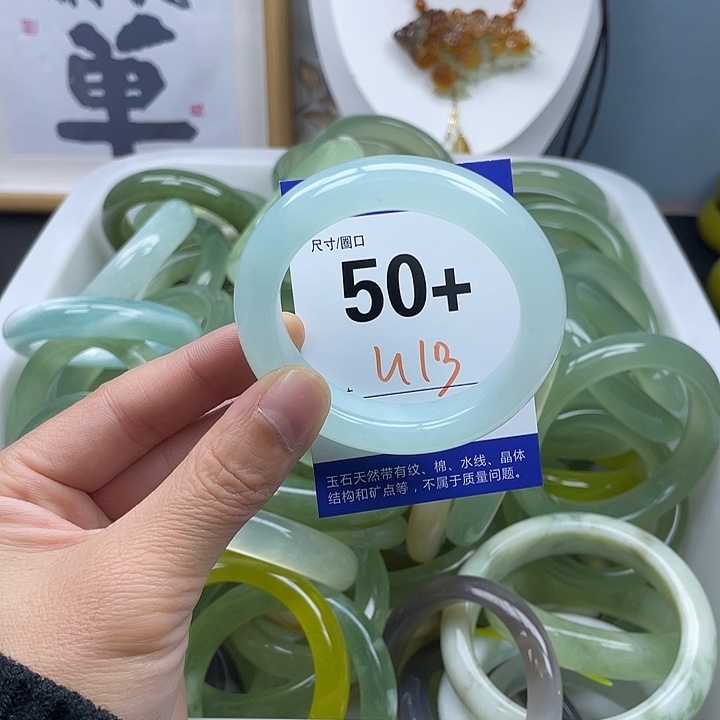 单
尺寸/圈口
50+
U13
玉石天然带有纹、棉、水线、晶体
结构和矿点等，不属于质量问题。